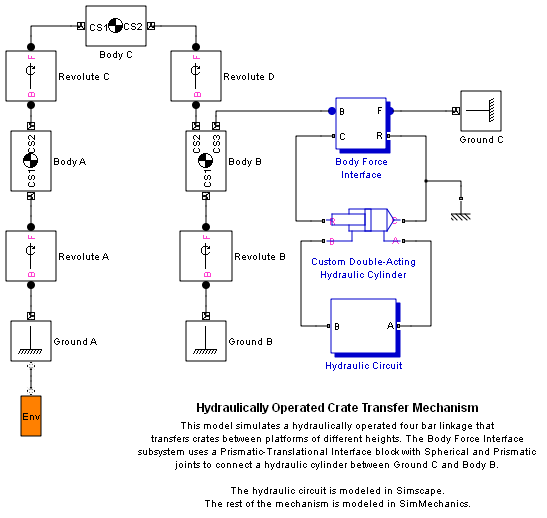 CS1 CS2
Body C
F
Revolute C
B
F
Revolute D
B
CS2
Body A
CS1
CS2 CS3
Body B
CS1
B F
C R
Body Force
Interface
Ground C
F
Revolute A
B
F
Revolute B
B
R C
B A
Custom Double-Acting
Hydraulic Cylinder
B A
Hydraulic Circuit
Ground A
Ground B
Env
Hydraulically Operated Crate Transfer Mechanism
This model simulates a hydraulically operated four bar linkage that
transfers crates between platforms of different heights. The Body Force Interface
subsystem uses a Prismatic-Translational Interface block with Spherical and Prismatic
joints to connect a hydraulic cylinder between Ground C and Body B.
The hydraulic circuit is modeled in Simscape.
The rest of the mechanism is modeled in SimMechanics.